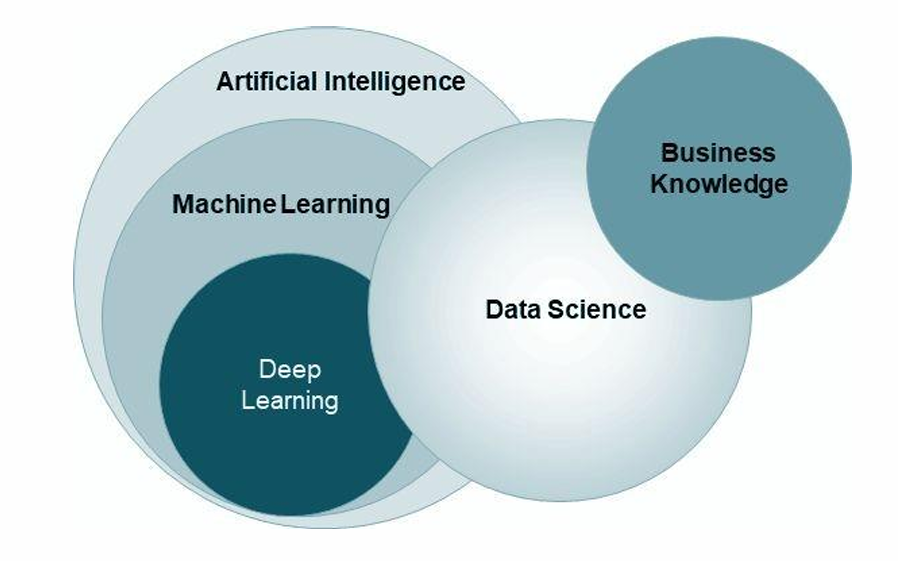 Artificial Intelligence
Business
Knowledge
Machine Learning
Data Science
Deep
Learning